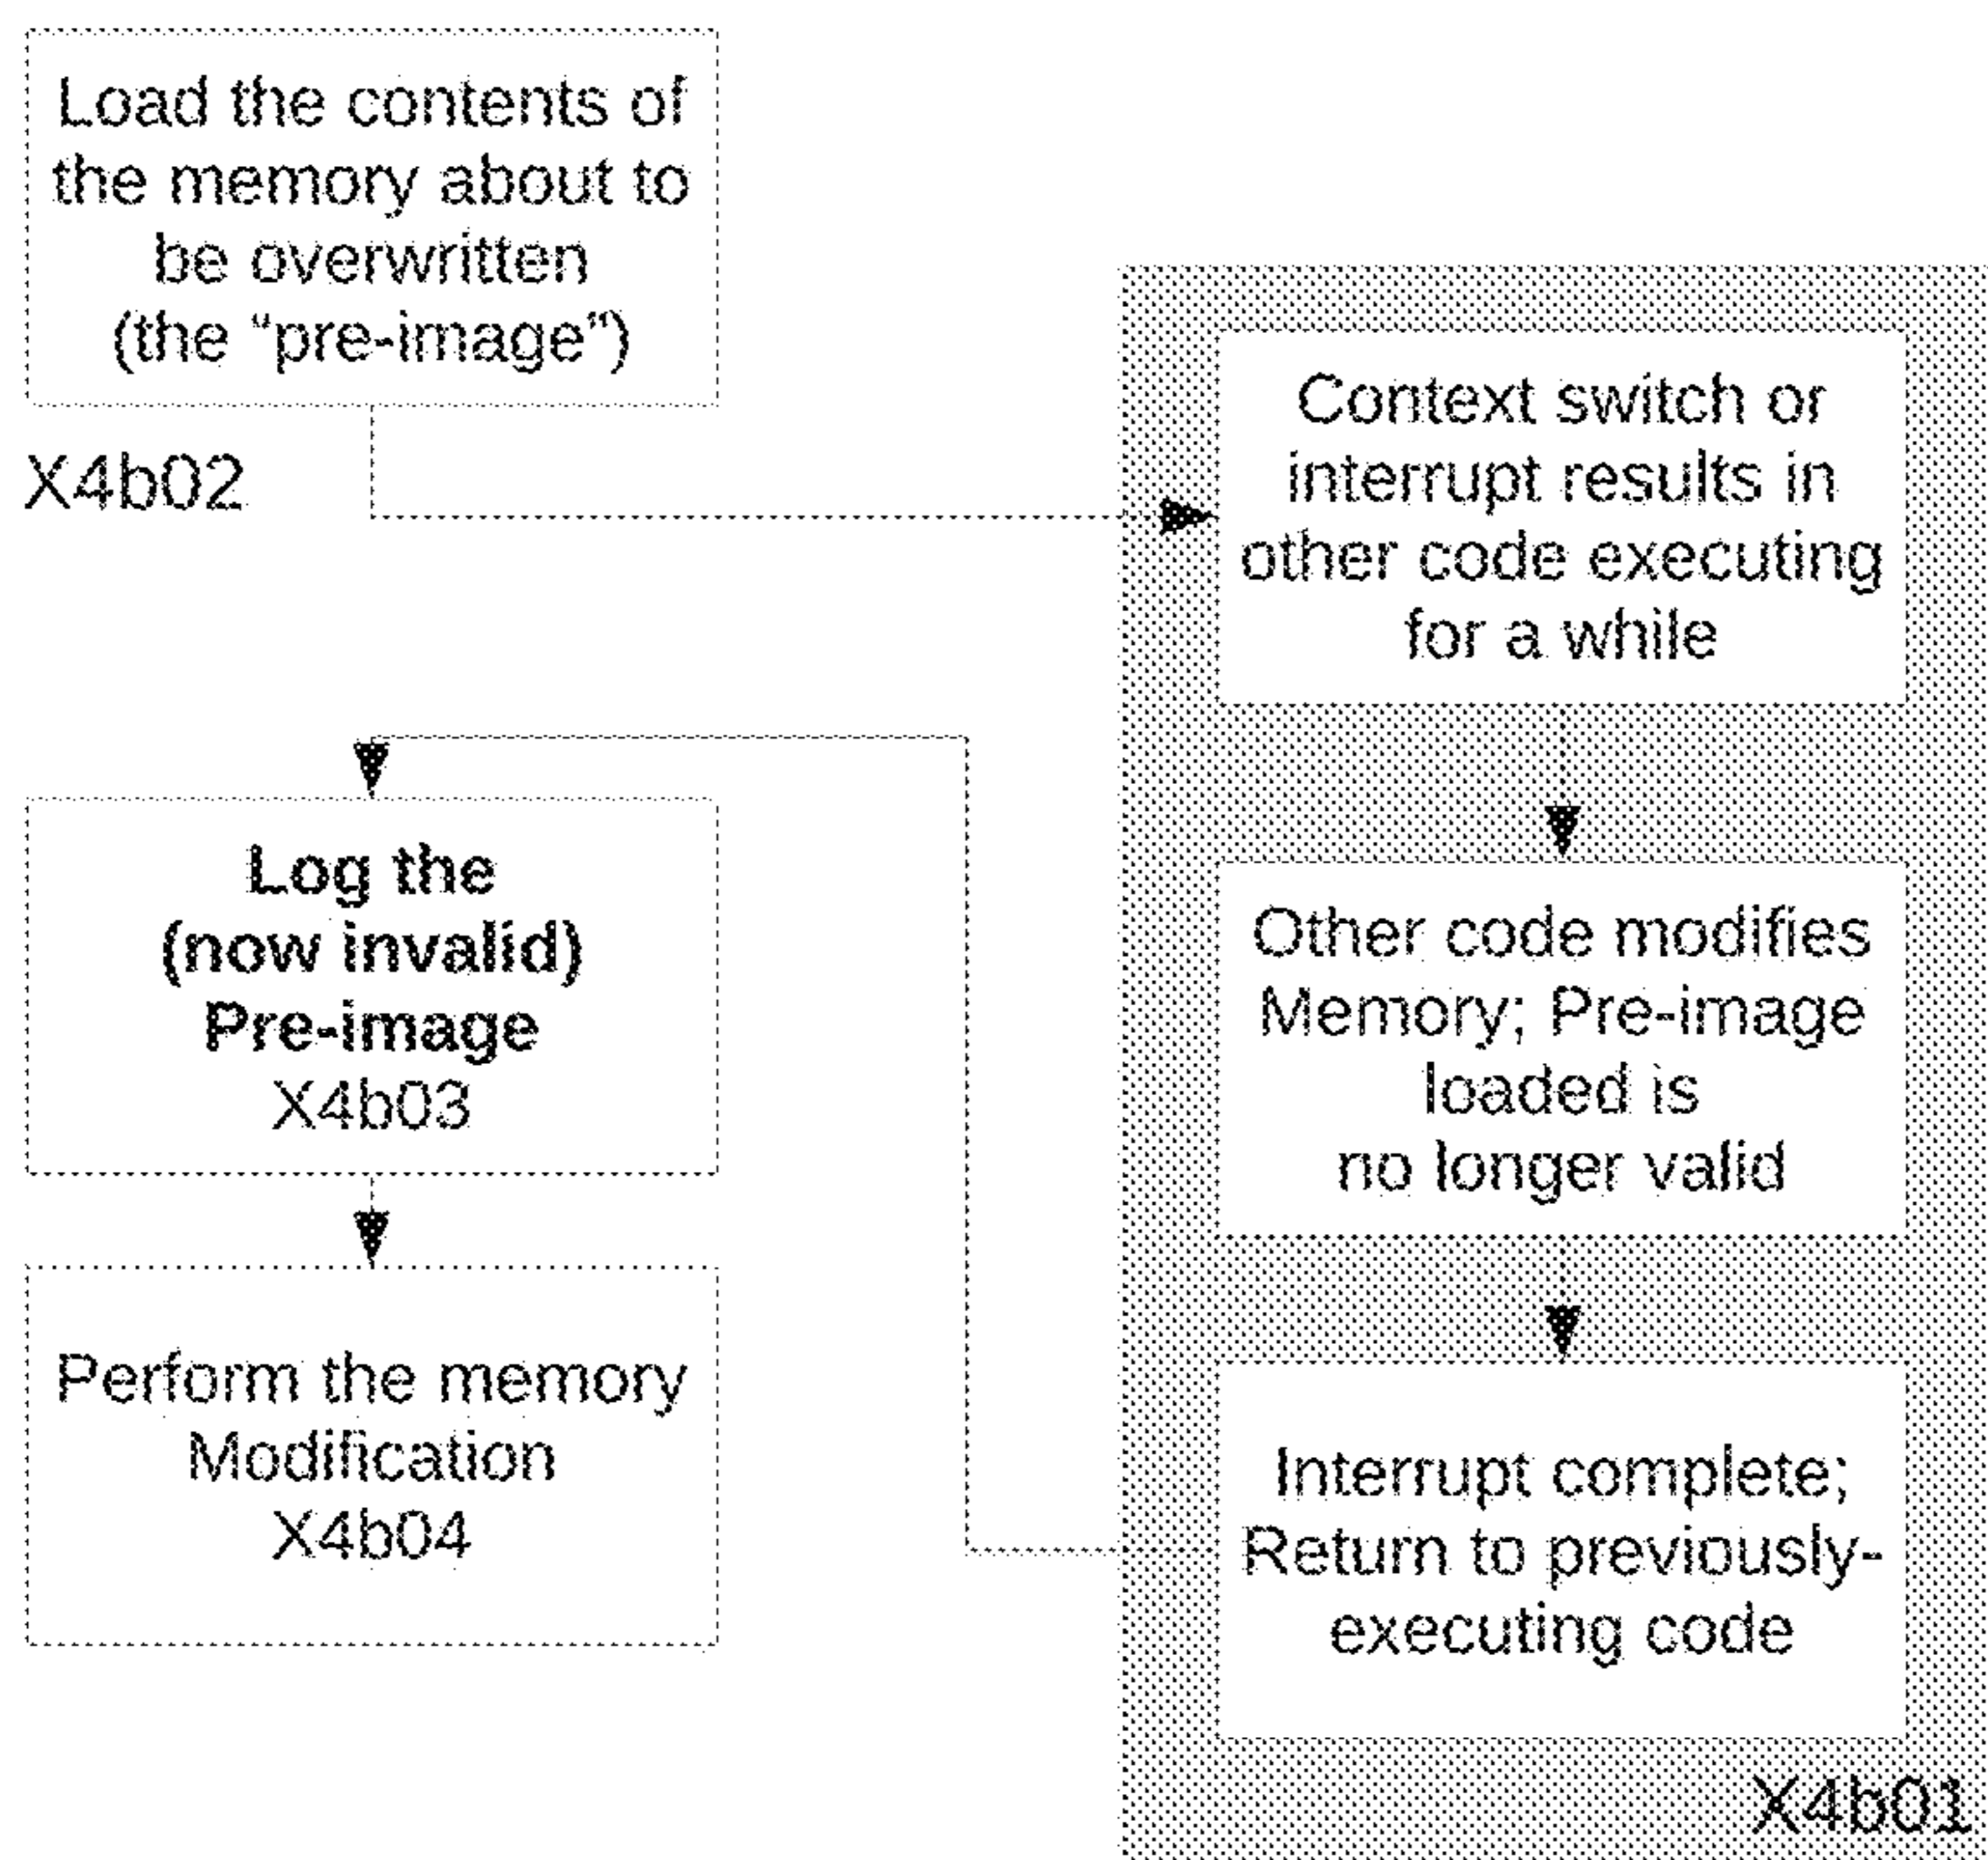 Load the contents of
the memory about to
be overwritten
(the “pre-image”)
X4b02
Context switch or
interrupt results in
other code executing
for a while
Other code modifies
Memory; Pre-image
loaded is
no longer valid
Interrupt complete;
Return to previously-
executing code
X4b01
Log the
(now invalid)
Pre-image
X4b03
Perform the memory
Modification
X4b04